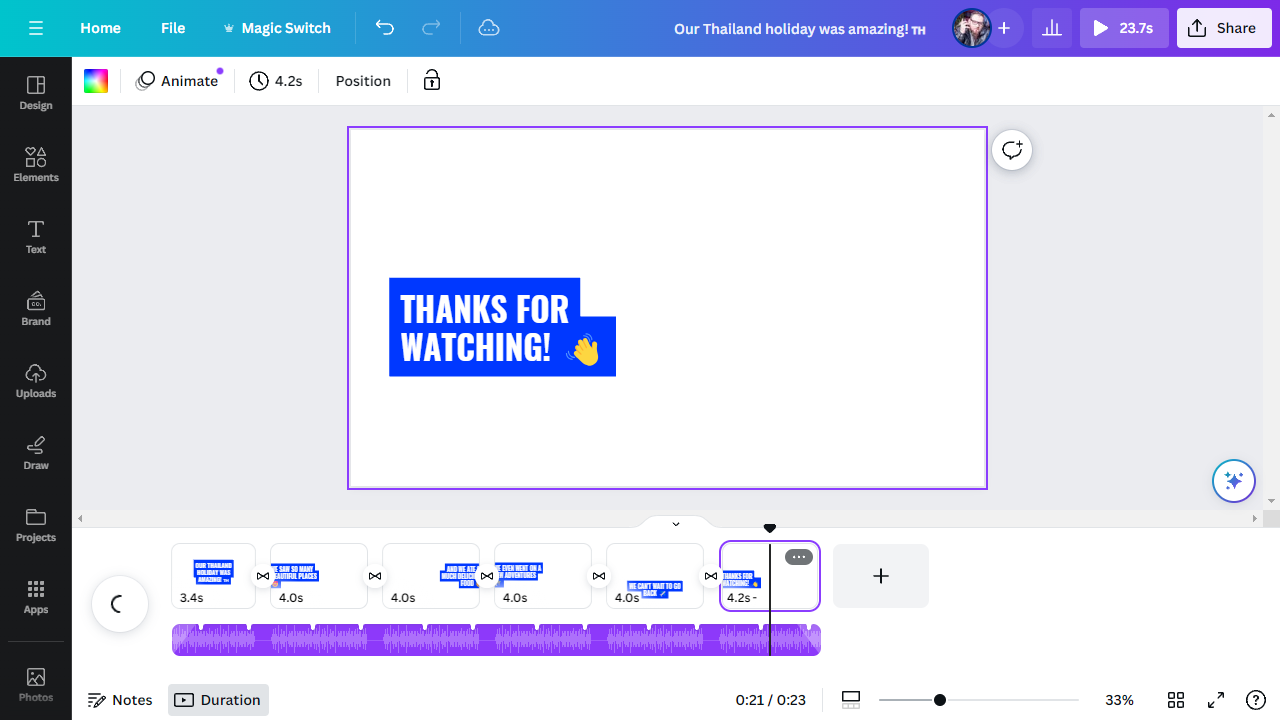 Home
File
Magic Switch
Our Thailand holiday was amazing! TH
23.7s
Share
Design
Elements
Text
Brand
Uploads
Draw
Projects
Apps
Photos
Animate
4.2s
Position
THANKS FOR
WATCHING! 👋
OUR THAILAND
HOLIDAY WAS
AMAZING! TH
3.4s
E SAW SO MANY
BEAUTIFUL PLACES
4.0s
AND WE ATE
MUCH DELICI
FOOD
4.0s
E EVEN WENT ON A
ADVENTURES
4.0s
WE CAN'T WAIT TO GO
BACK
4.0s
THANKS FOR
WATCHING!
4.2s -
Notes
Duration
0:21 / 0:23
33%